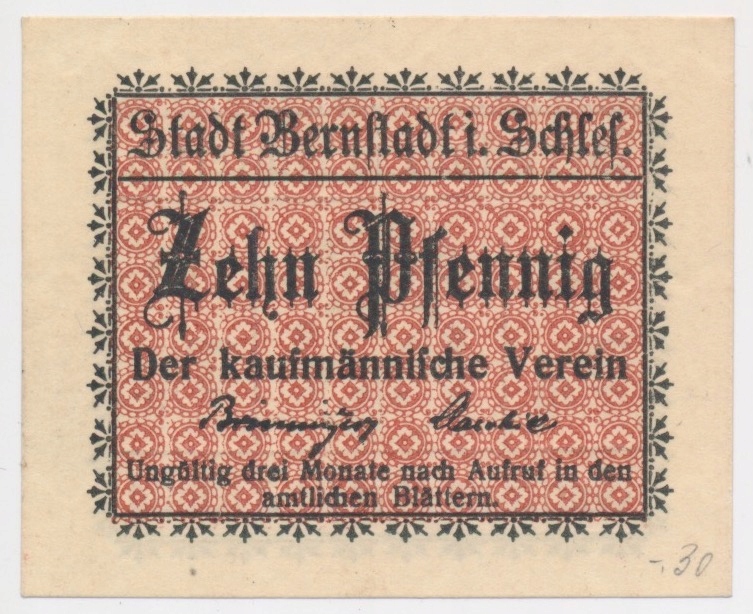 Stadt Bernstadt i. Schles.
Zehn Pfennig
Der kaufmännische Verein
Ungültig drei Monate nach Aufruf in den
amtlichen Blättern.
-.30